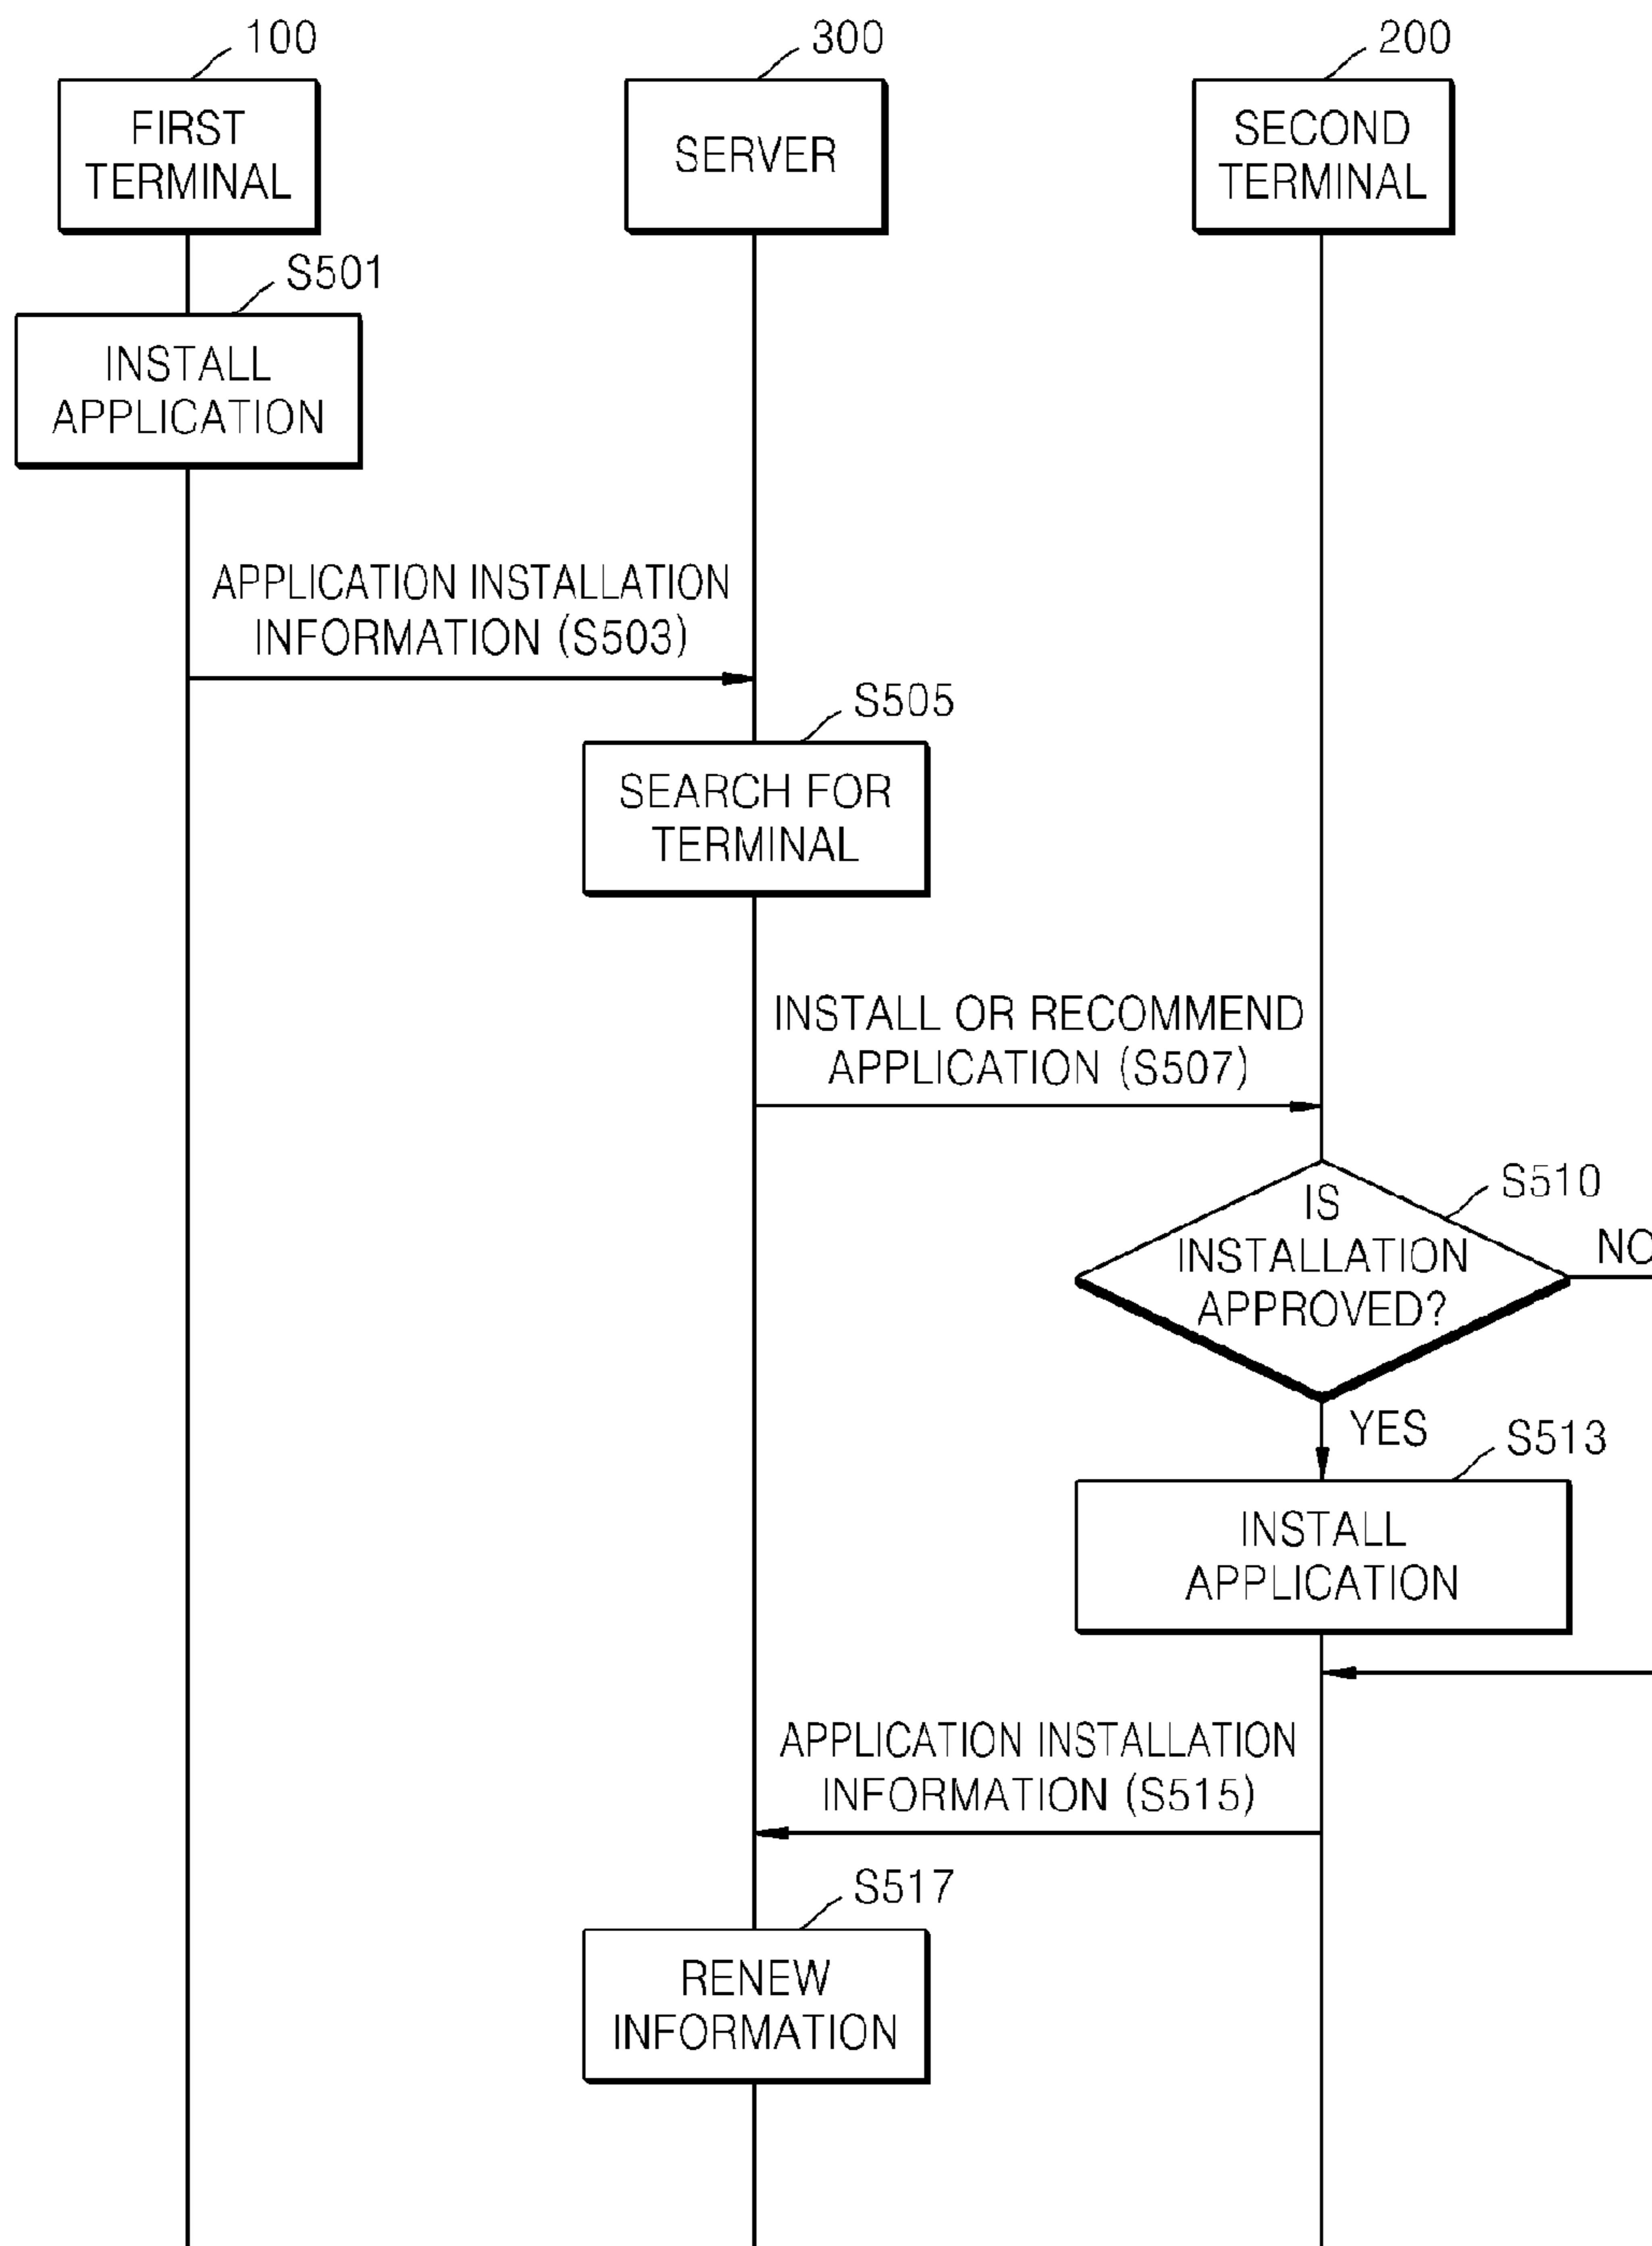 100
300
200
FIRST
TERMINAL
SERVER
SECOND
TERMINAL
S501
INSTALL
APPLICATION
APPLICATION INSTALLATION
INFORMATION (S503)
S505
SEARCH FOR
TERMINAL
INSTALL OR RECOMMEND
APPLICATION (S507)
S510
IS
INSTALLATION
APPROVED?
NO
YES
S513
INSTALL
APPLICATION
APPLICATION INSTALLATION
INFORMATION (S515)
S517
RENEW
INFORMATION